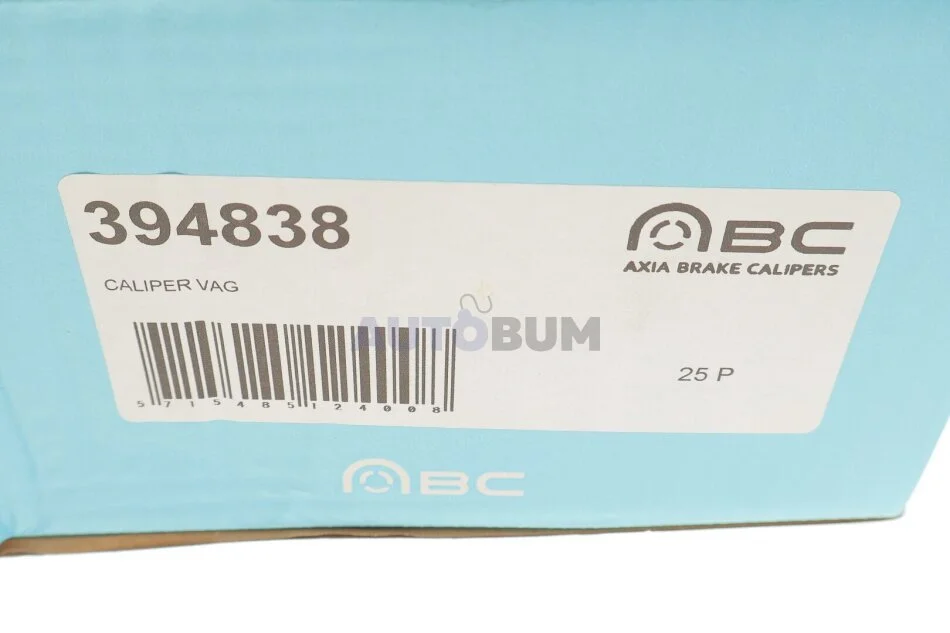 394838
ABC
AXIA BRAKE CALIPERS
CALIPER VAG
AUTOBUM
25 P
5715485124008
ABC